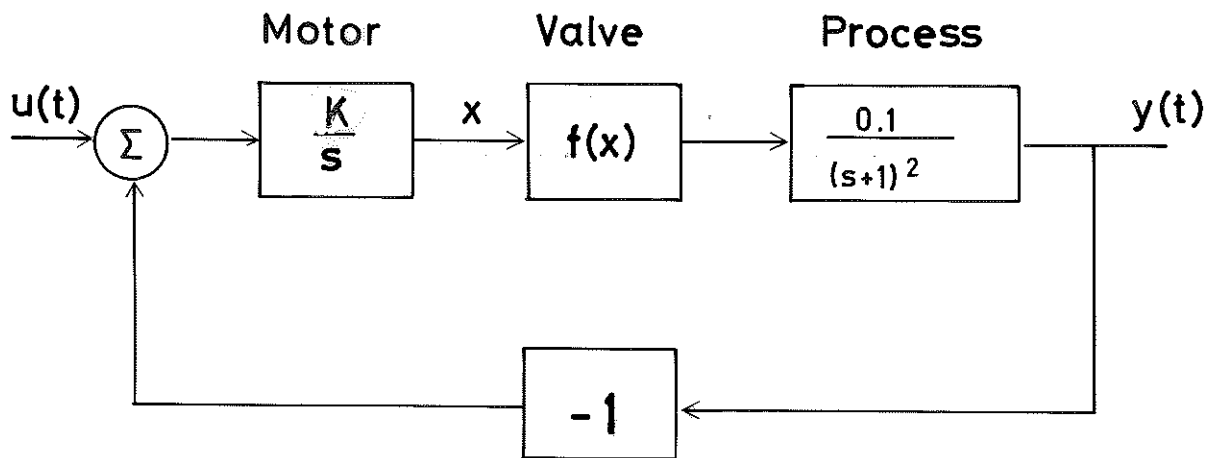 Motor Valve Process
u(t) Σ K/s x f(x) 0.1/(s+1)² y(t)
-1